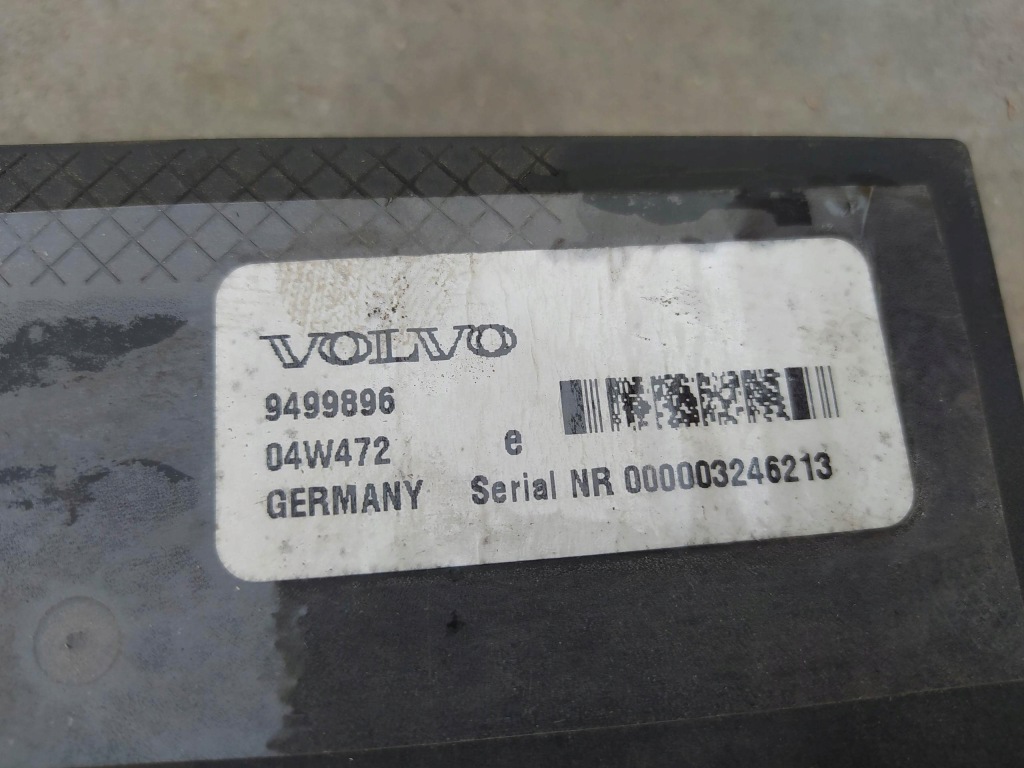 VOLVO
9499896
04W472 e
GERMANY Serial NR 000003246213